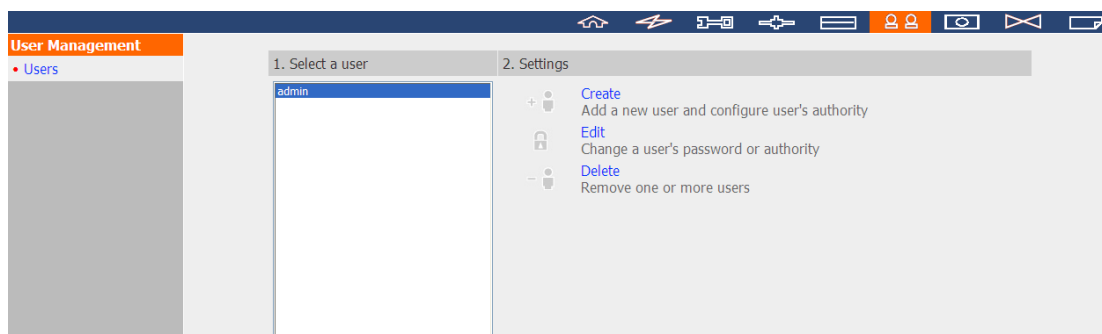 User Management
• Users
1. Select a user
2. Settings
admin
Create
Add a new user and configure user's authority
Edit
Change a user's password or authority
Delete
Remove one or more users